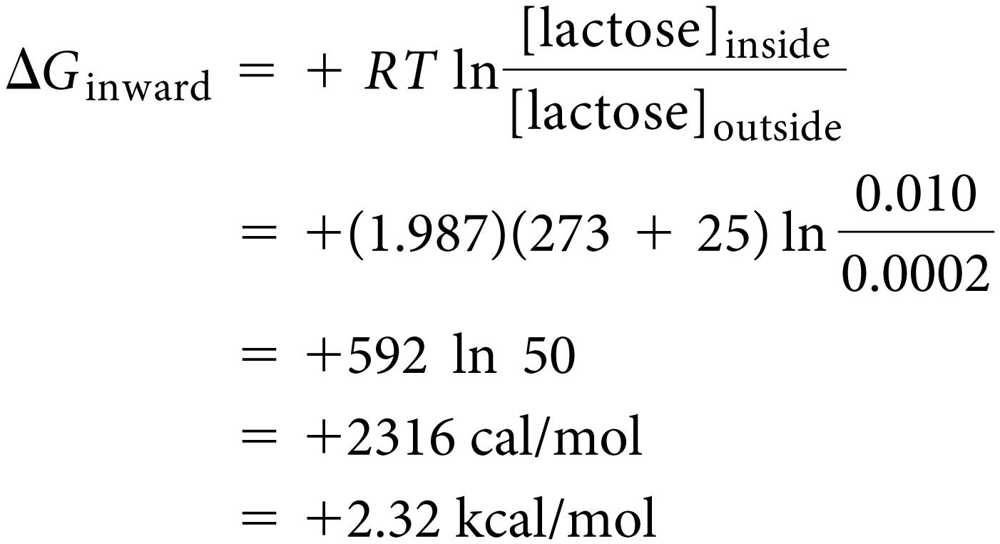 ΔG_inward = + RT ln [lactose]_inside / [lactose]_outside
= +(1.987)(273 + 25) ln 0.010 / 0.0002
= +592 ln 50
= +2316 cal/mol
= +2.32 kcal/mol